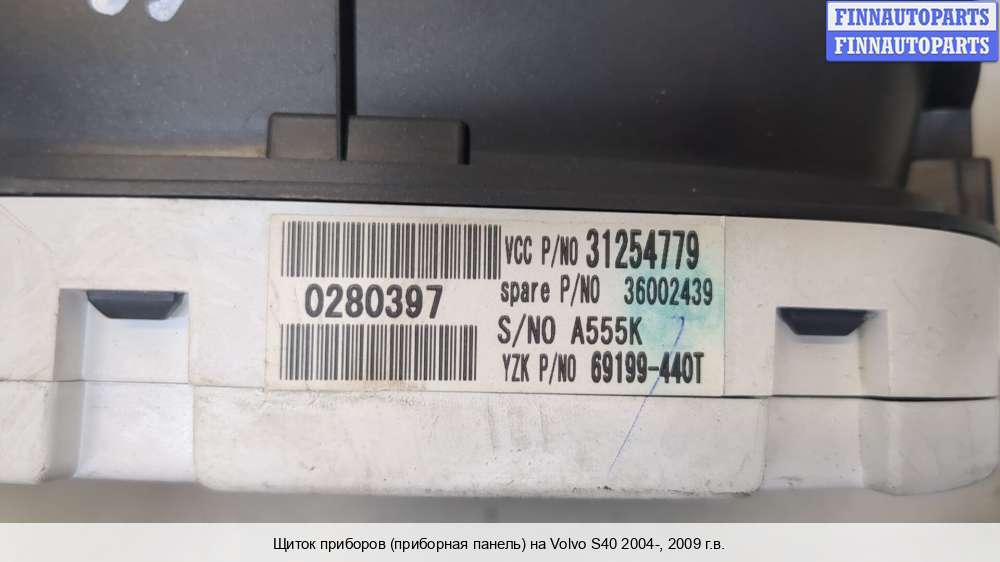 FINNAUTOPARTS
FINNAUTOPARTS
VCC P/NO 31254779
0280397
spare P/NO 36002439
S/NO A555K
YZK P/NO 69199-440T
Щиток приборов (приборная панель) на Volvo S40 2004-, 2009 г.в.